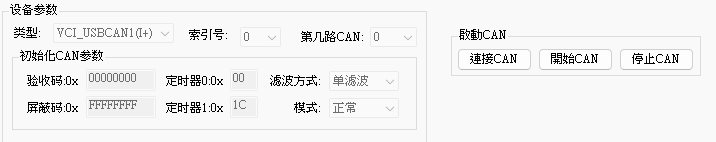 设备参数
类型: VCI_USBCAN1(I+) 索引号: 0 第几路CAN: 0
初始化CAN参数
验收码:0x 00000000 定时器0:0x 00 滤波方式: 单滤波
屏蔽码:0x FFFFFFFF 定时器1:0x 1C 模式: 正常
啟動CAN
連接CAN 開始CAN 停止CAN